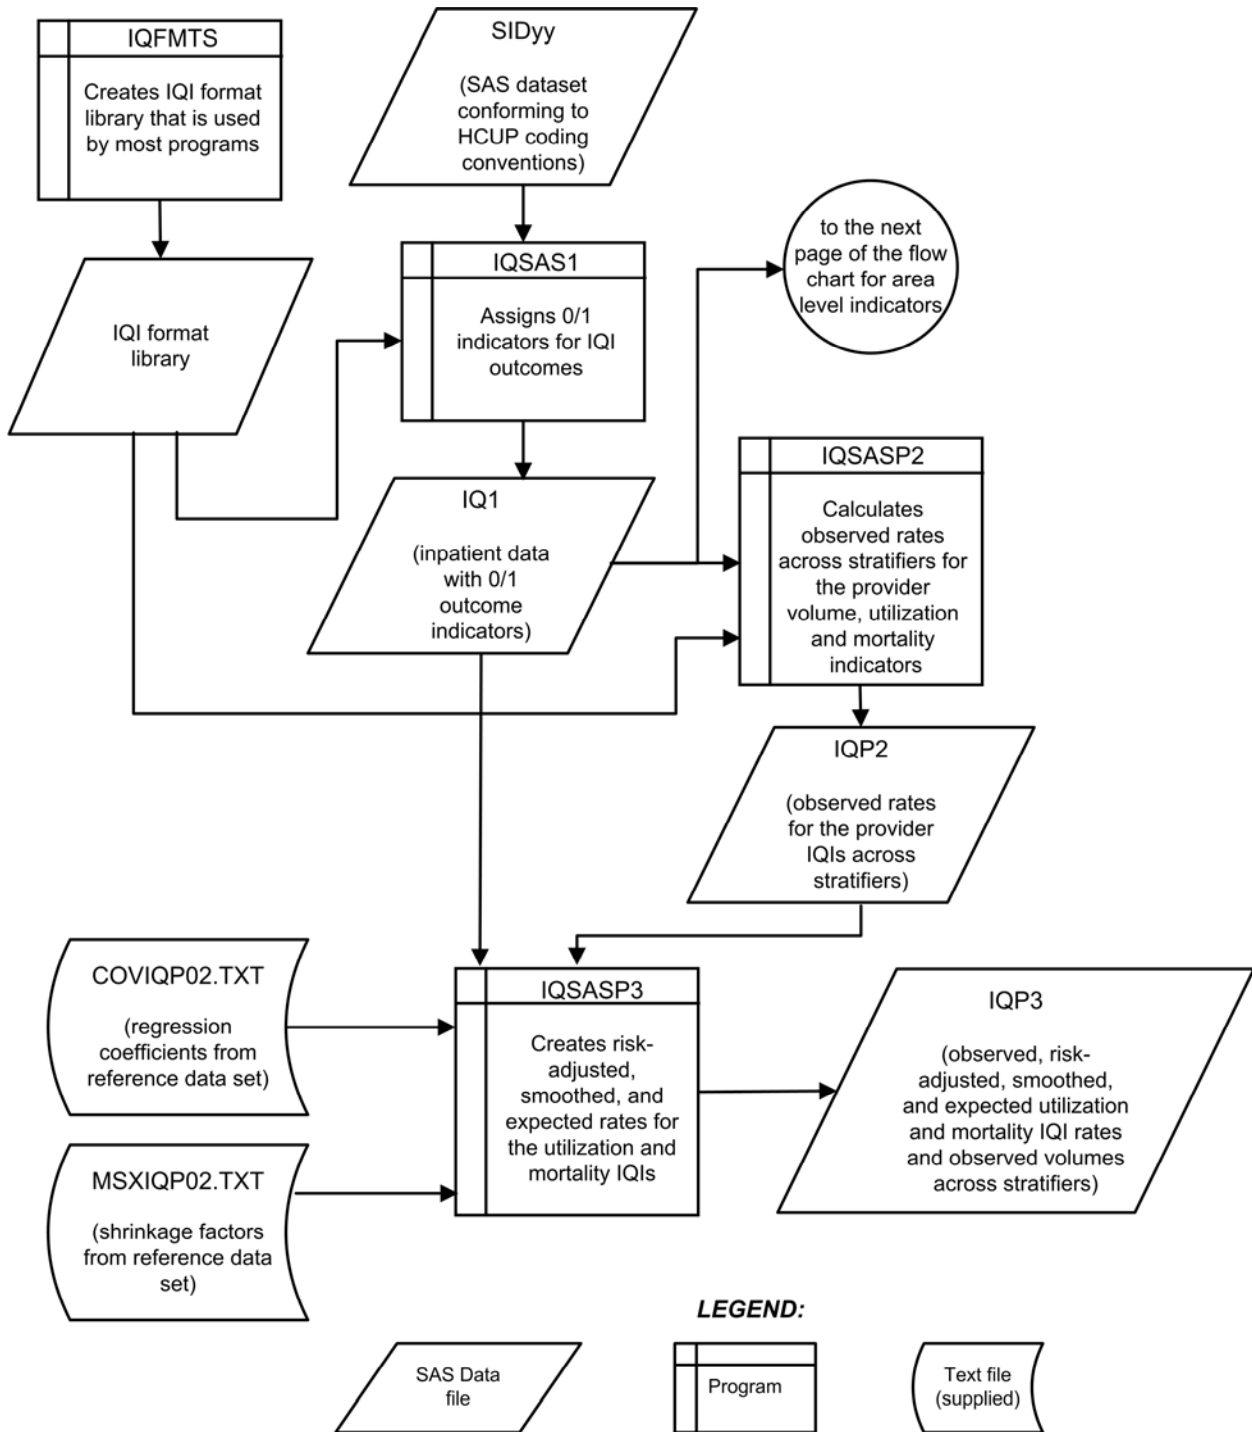 IQFMTS
Creates IQI format
library that is used
by most programs
SIDyy
(SAS dataset
conforming to
HCUP coding
conventions)
to the next
page of the flow
chart for area
level indicators
IQSAS1
Assigns 0/1
indicators for IQI
outcomes
IQI format
library
IQSASP2
Calculates
observed rates
across stratifiers for
the provider
volume, utilization
and mortality
indicators
IQ1
(inpatient data
with 0/1
outcome
indicators)
IQP2
(observed rates
for the provider
IQIs across
stratifiers)
COVIQP02.TXT
(regression
coefficients from
reference data set)
IQSASP3
Creates risk-
adjusted,
smoothed, and
expected rates for
the utilization and
mortality IQIs
IQP3
(observed, risk-
adjusted, smoothed,
and expected utilization
and mortality IQI rates
and observed volumes
across stratifiers)
MSXIQP02.TXT
(shrinkage factors
from reference data
set)
LEGEND:
SAS Data
file
Program
Text file
(supplied)